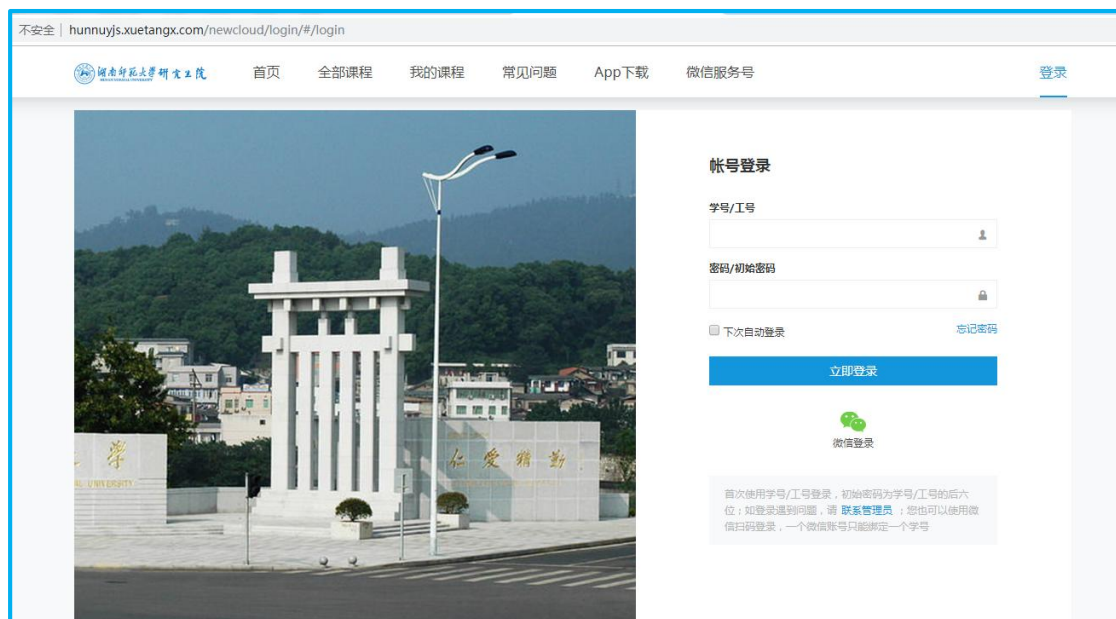 不安全 | hunnuyjs.xuetangx.com/newcloud/login/#/login
湖南师范大学研究生院 首页 全部课程 我的课程 常见问题 App下载 微信服务号 登录
帐号登录
学号/工号
密码/初始密码
下次自动登录 忘记密码
立即登录
微信登录
首次使用学号/工号登录，初始密码为学号/工号的后六
位；如登录遇到问题，请 联系管理员 ；您也可以使用微
信扫码登录，一个微信账号只能绑定一个学号
学
UNIVERSITY
仁爱精勤